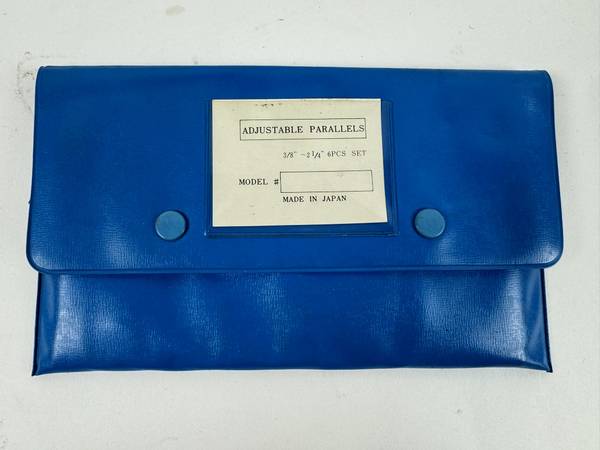 ADJUSTABLE PARALLELS
3/8" ~2 1/4" 6PCS SET
MODEL #
MADE IN JAPAN